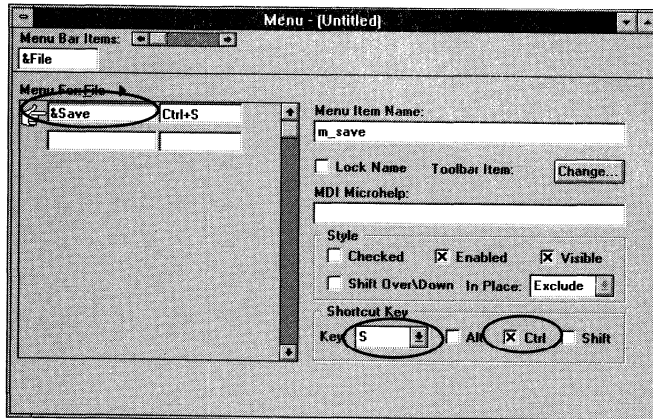 Menu - (Untitled)
Menu Bar Items:
&File
Menu For File
&Save Ctrl+S
Menu Item Name:
m_save
Lock Name Toolbar Item: Change...
MDI Microhelp:
Style
Checked Enabled Visible
Shift Over\Down In Place: Exclude
Shortcut Key
Key: S Alt Ctrl Shift